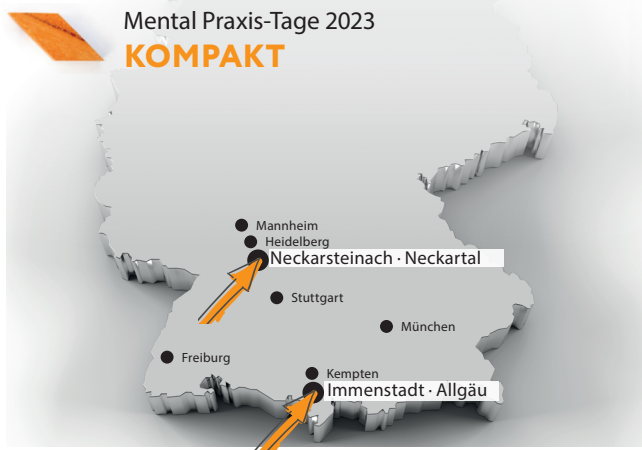 Mental Praxis-Tage 2023
KOMPAKT
Mannheim
Heidelberg
Neckarsteinach · Neckartal
Stuttgart
München
Freiburg
Kempten
Immenstadt · Allgäu